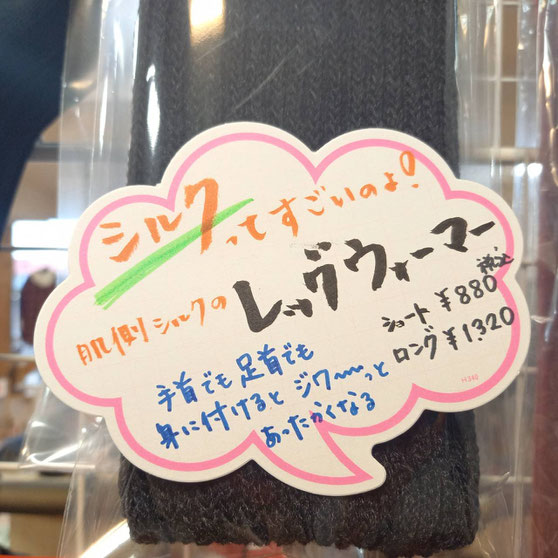 シルクってすごいのよ!
肌側シルクの
レッグウォーマー
税込
ショート ¥880
ロング ¥1.320
手首でも足首でも
身に付けるとジワ〜〜っと
あったかくなる